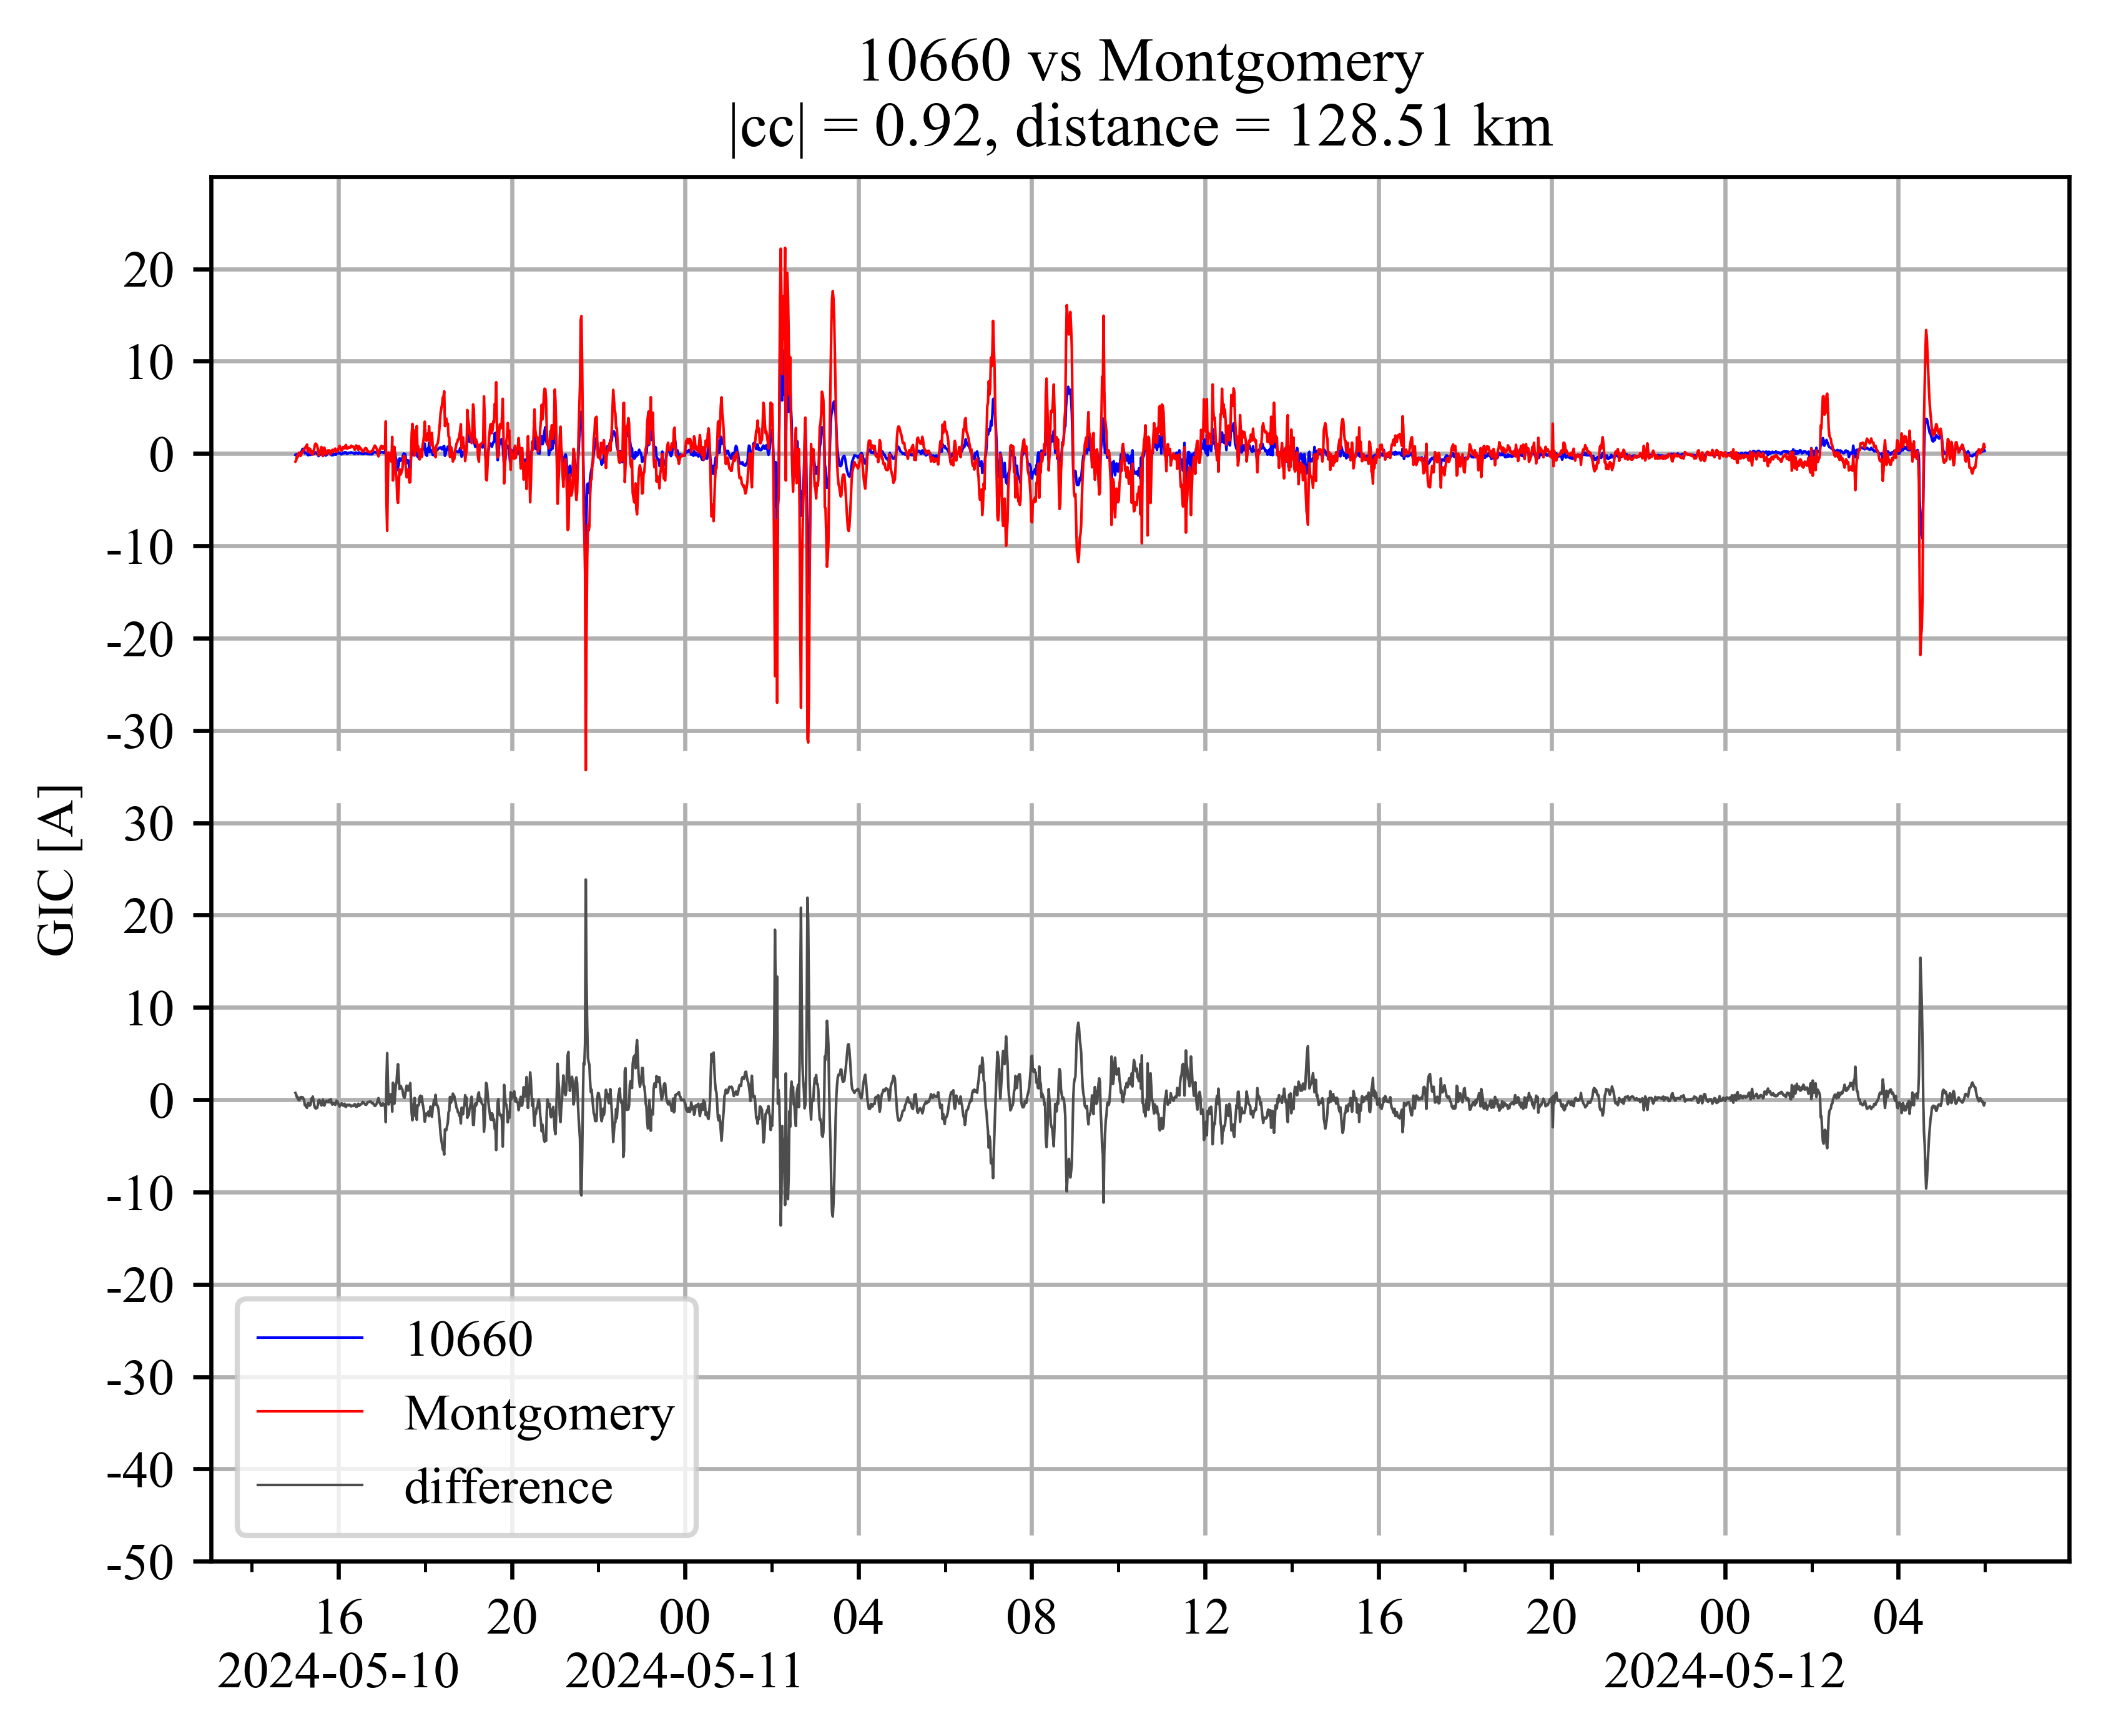 10660 vs Montgomery
|cc| = 0.92, distance = 128.51 km
20
10
0
-10
-20
-30
30
20
10
0
-10
-20
-30
-40
-50
GIC [A]
10660
Montgomery
difference
16 20 00 04 08 12 16 20 00 04
2024-05-10 2024-05-11 2024-05-12